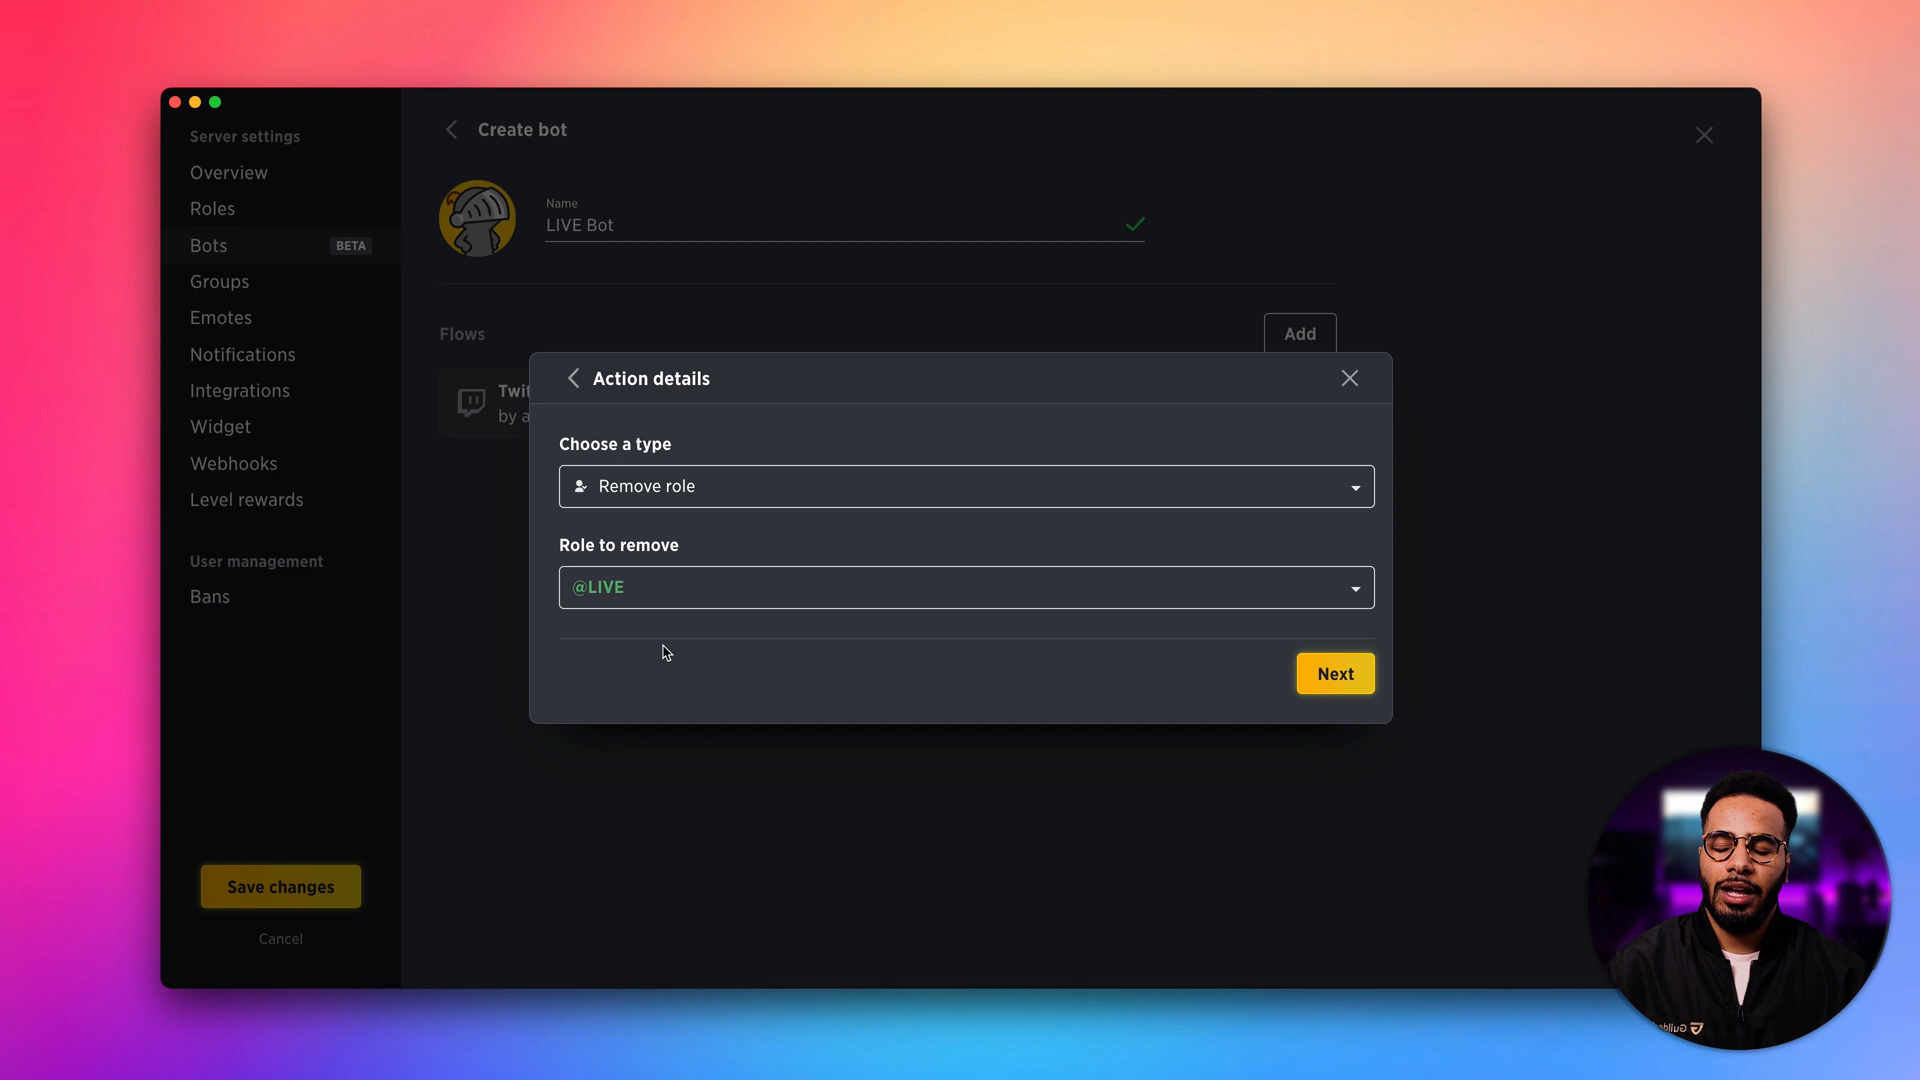 Server settings
Overview
Roles
Bots BETA
Groups
Emotes
Notifications
Integrations
Widget
Webhooks
Level rewards
User management
Bans
Save changes
Cancel
Create bot
Name
LIVE Bot
Flows
Add
Action details
Choose a type
Remove role
Role to remove
@LIVE
Next